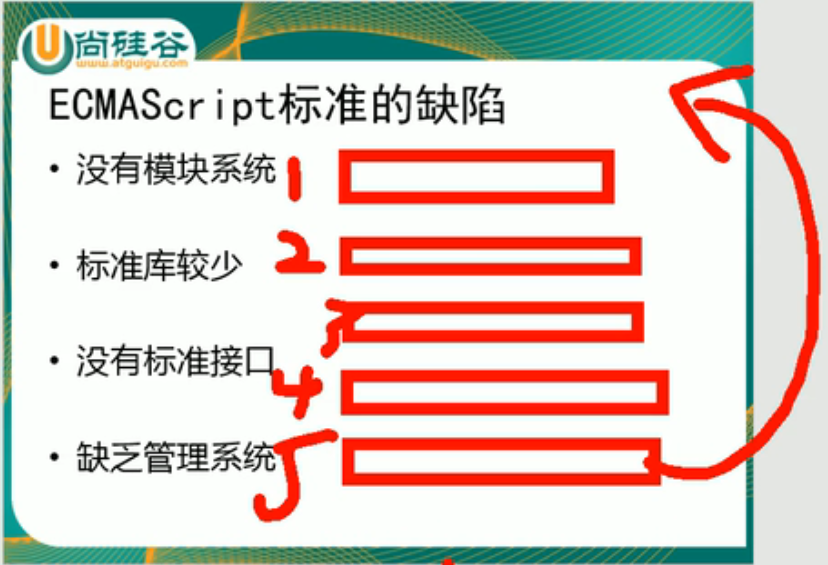 尚硅谷
www.atguigu.com
ECMAScript标准的缺陷
• 没有模块系统 1
• 标准库较少 2
3
• 没有标准接口
4
• 缺乏管理系统 5